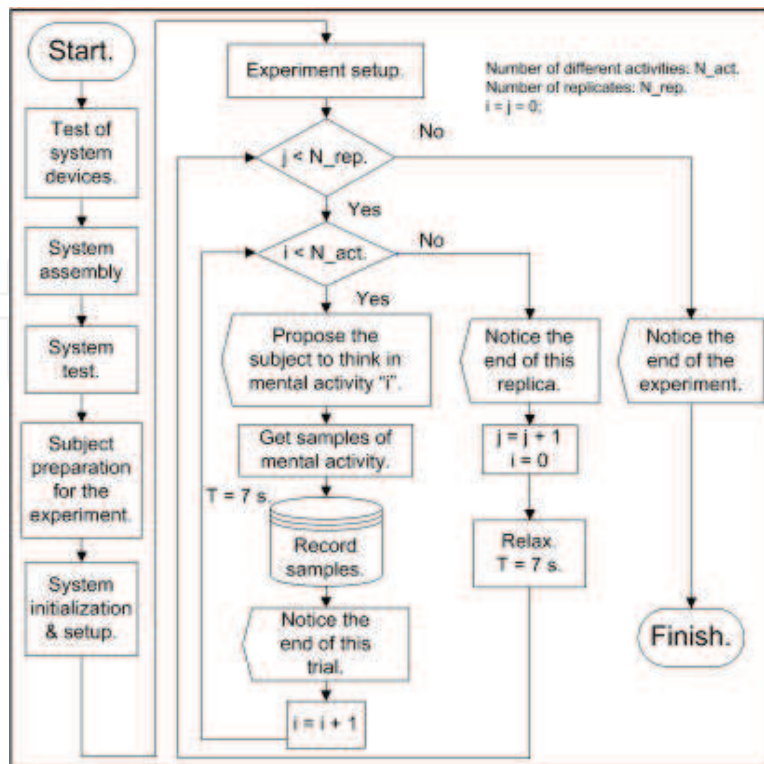 Start.
Test of
system
devices.
System
assembly
System
test.
Subject
preparation
for the
experiment.
System
initialization
& setup.
Experiment setup.
Number of different activities: N_act.
Number of replicates: N_rep.
i = j = 0;
j < N_rep.
No
Yes
i < N_act.
No
Yes
Propose the
subject to think in
mental activity "i".
Get samples of
mental activity.
T = 7 s.
Record
samples.
Notice the
end of this
trial.
i = i + 1
Notice the
end of this
replica.
j = j + 1
i = 0
Relax.
T = 7 s.
Notice the
end of the
experiment.
Finish.